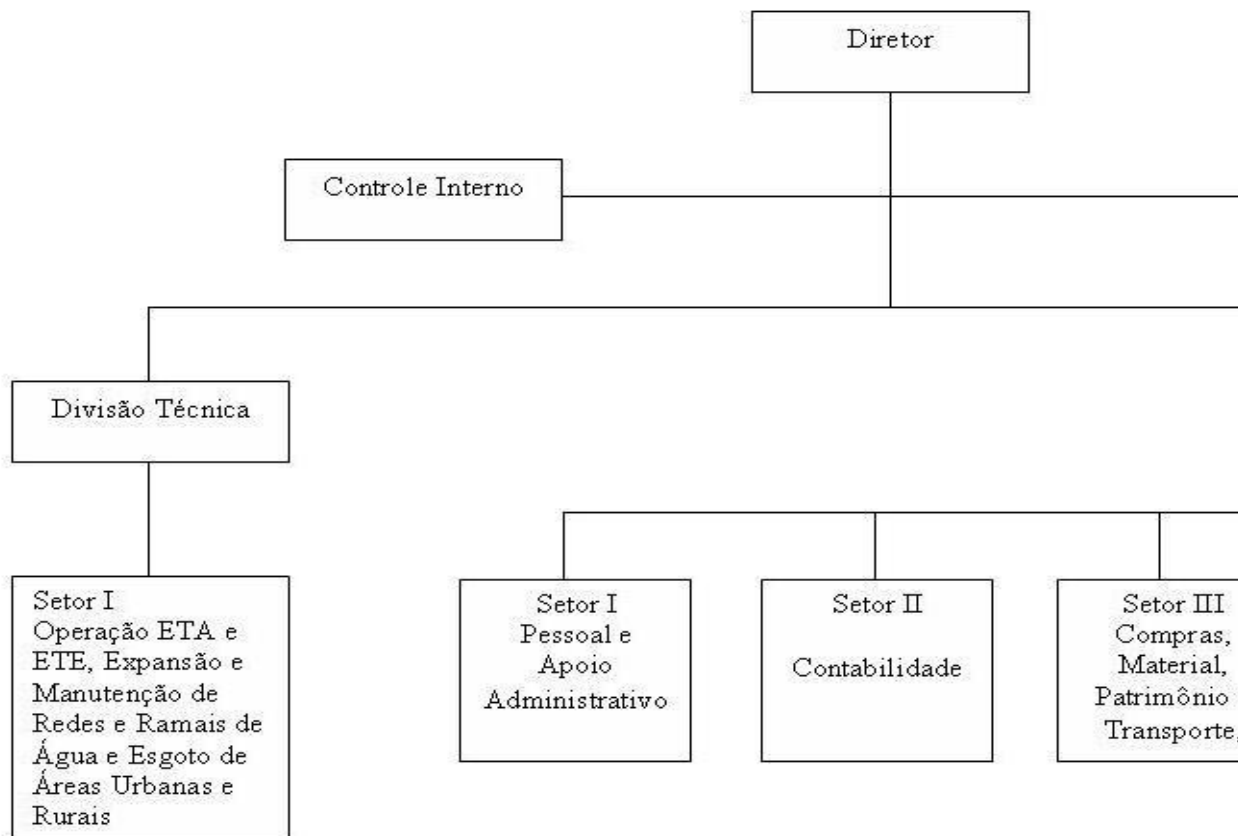 Diretor
Controle Interno
Divisão Técnica
Setor I
Operação ETA e
ETE, Expansão e
Manutenção de
Redes e Ramais de
Água e Esgoto de
Áreas Urbanas e
Rurais
Setor I
Pessoal e
Apoio
Administrativo
Setor II
Contabilidade
Setor III
Compras,
Material,
Patrimônio
Transporte,